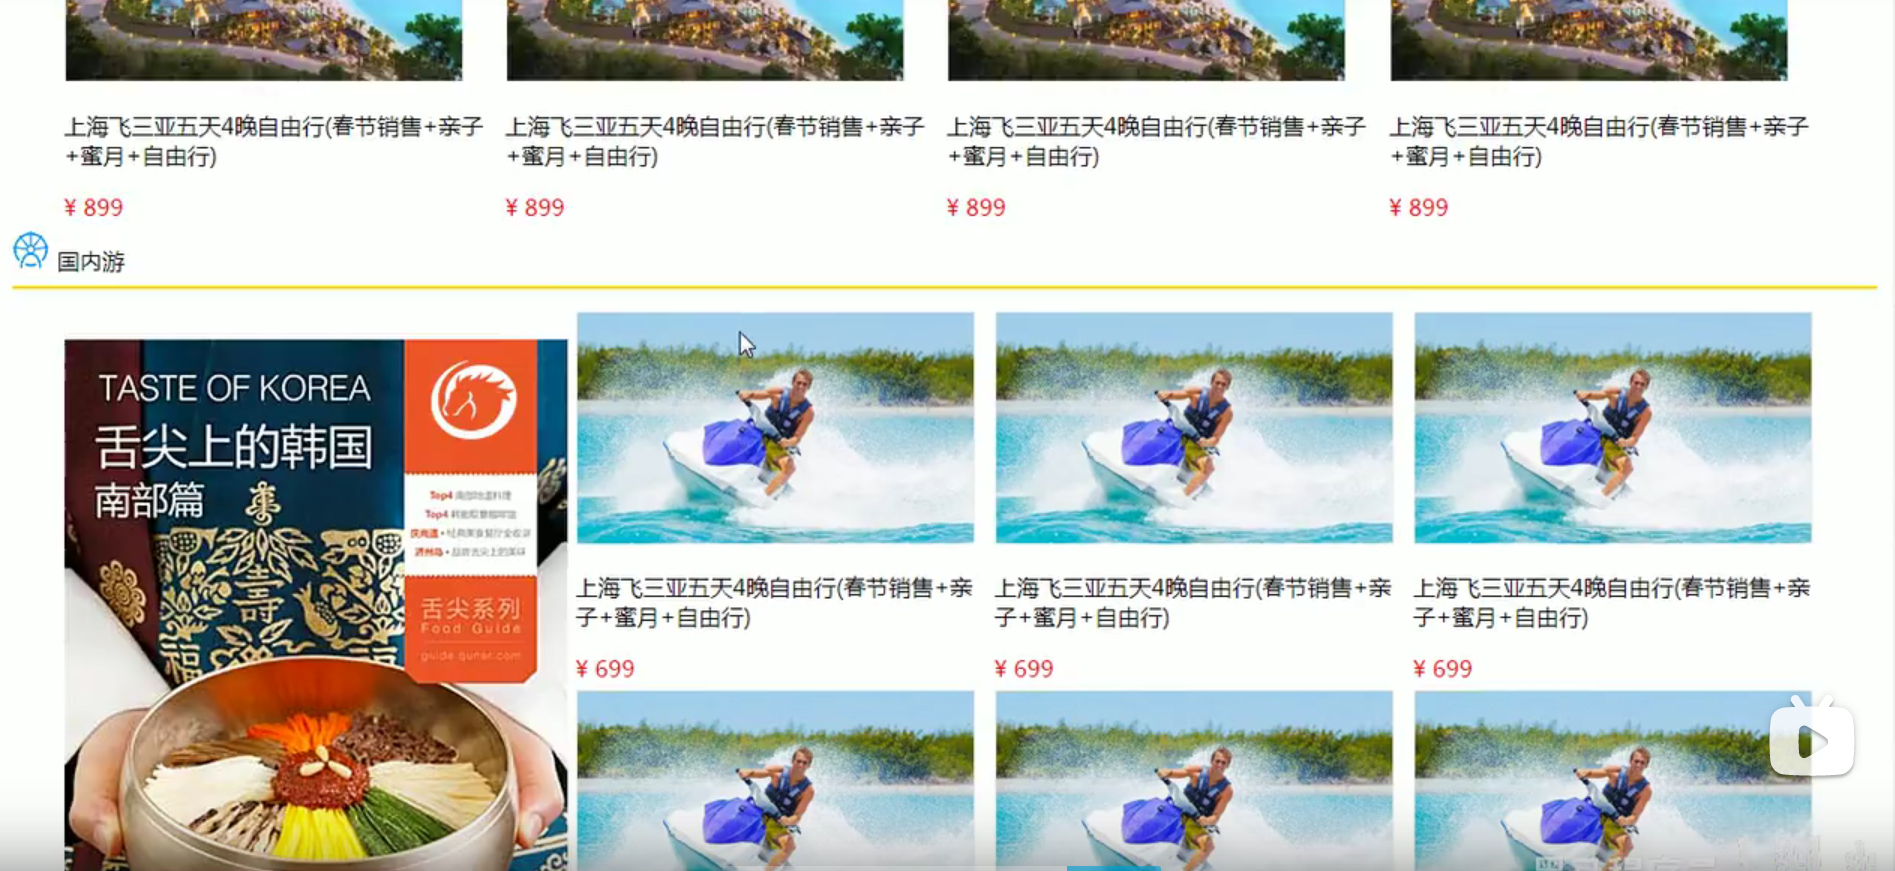 上海飞三亚五天4晚自由行(春节销售+亲子
+蜜月+自由行)
¥ 899
上海飞三亚五天4晚自由行(春节销售+亲子
+蜜月+自由行)
¥ 899
上海飞三亚五天4晚自由行(春节销售+亲子
+蜜月+自由行)
¥ 899
上海飞三亚五天4晚自由行(春节销售+亲子
+蜜月+自由行)
¥ 899
国内游
TASTE OF KOREA
舌尖上的韩国
南部篇
Top4
Top4
舌尖系列
Food Guide
guide.qunar.com
上海飞三亚五天4晚自由行(春节销售+亲
子+蜜月+自由行)
¥ 699
上海飞三亚五天4晚自由行(春节销售+亲
子+蜜月+自由行)
¥ 699
上海飞三亚五天4晚自由行(春节销售+亲
子+蜜月+自由行)
¥ 699